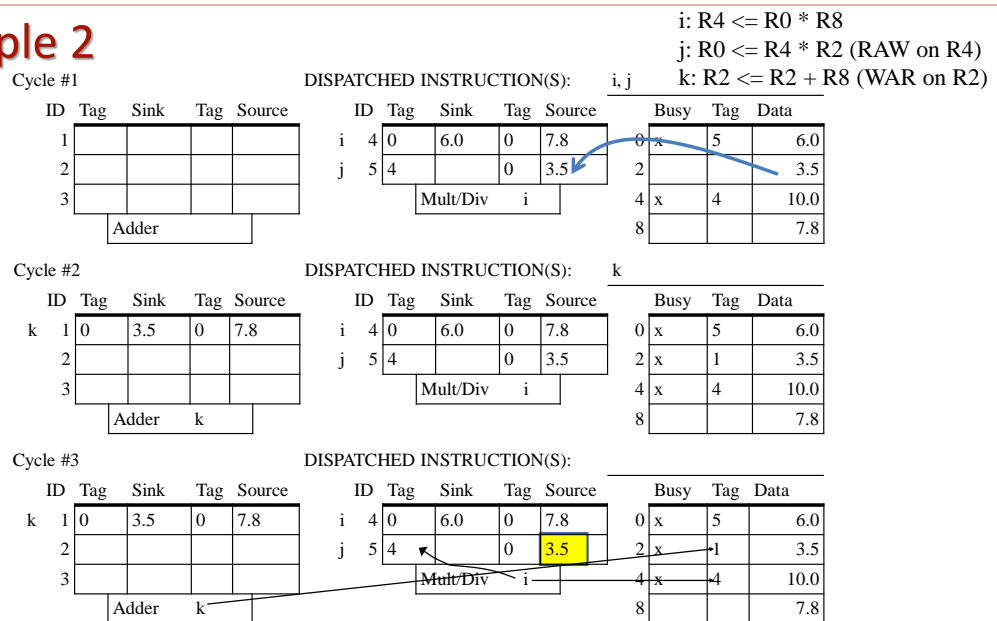 ple 2
i: R4 <= R0 * R8
j: R0 <= R4 * R2 (RAW on R4)
k: R2 <= R2 + R8 (WAR on R2)
Cycle #1 DISPATCHED INSTRUCTION(S): i, j
ID Tag Sink Tag Source ID Tag Sink Tag Source Busy Tag Data
1 i 4 0 6.0 0 7.8 0 x 5 6.0
2 j 5 4 0 3.5 2 3.5
3 Mult/Div i 4 x 4 10.0
Adder 8 7.8
Cycle #2 DISPATCHED INSTRUCTION(S): k
ID Tag Sink Tag Source ID Tag Sink Tag Source Busy Tag Data
k 1 0 3.5 0 7.8 i 4 0 6.0 0 7.8 0 x 5 6.0
2 j 5 4 0 3.5 2 x 1 3.5
3 Mult/Div i 4 x 4 10.0
Adder k 8 7.8
Cycle #3 DISPATCHED INSTRUCTION(S):
ID Tag Sink Tag Source ID Tag Sink Tag Source Busy Tag Data
k 1 0 3.5 0 7.8 i 4 0 6.0 0 7.8 0 x 5 6.0
2 j 5 4 0 3.5 2 x 1 3.5
3 Mult/Div i 4 x 4 10.0
Adder k 8 7.8